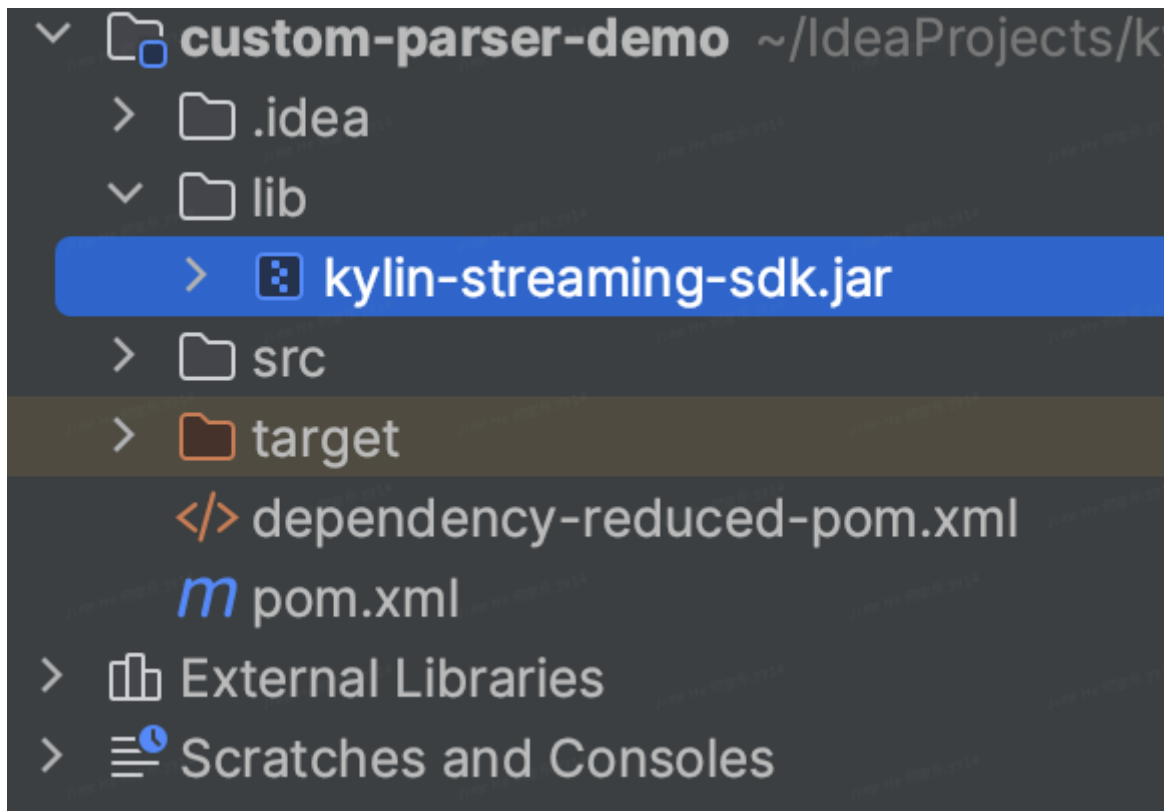 custom-parser-demo ~/IdeaProjects/k
.idea
lib
kylin-streaming-sdk.jar
src
target
</> dependency-reduced-pom.xml
m pom.xml
External Libraries
Scratches and Consoles